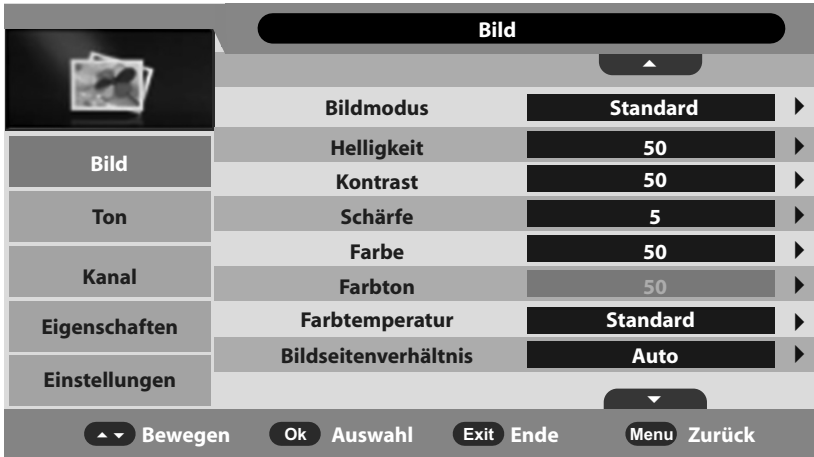 Bild
Bildmodus Standard
Helligkeit 50
Kontrast 50
Schärfe 5
Farbe 50
Farbton 50
Farbtemperatur Standard
Bildseitenverhältnis Auto
Bild
Ton
Kanal
Eigenschaften
Einstellungen
Bewegen Ok Auswahl Exit Ende Menu Zurück